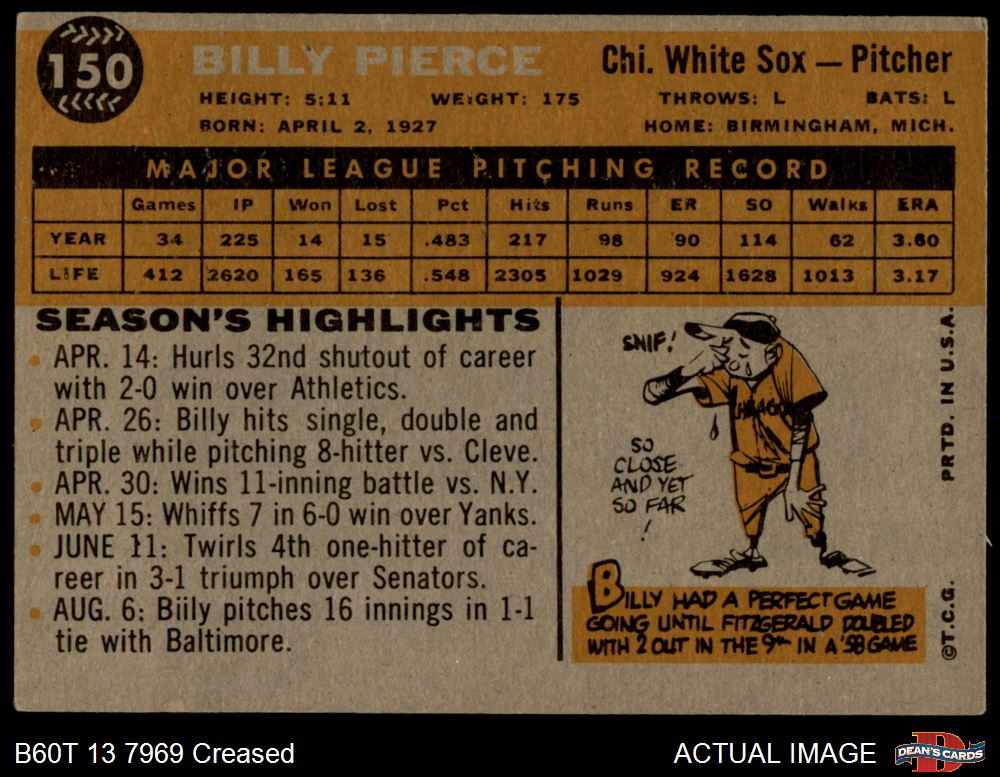 150
BILLY PIERCE
Chi. White Sox — Pitcher
HEIGHT: 5:11 WEIGHT: 175 THROWS: L BATS: L
BORN: APRIL 2, 1927 HOME: BIRMINGHAM, MICH.
MAJOR LEAGUE PITCHING RECORD
Games IP Won Lost Pct Hits Runs ER SO Walks ERA
YEAR 34 225 14 15 .483 217 98 90 114 62 3.60
LIFE 412 2620 165 136 .548 2305 1029 924 1628 1013 3.17
SEASON'S HIGHLIGHTS
• APR. 14: Hurls 32nd shutout of career
with 2-0 win over Athletics.
• APR. 26: Billy hits single, double and
triple while pitching 8-hitter vs. Cleve.
• APR. 30: Wins 11-inning battle vs. N.Y.
• MAY 15: Whiffs 7 in 6-0 win over Yanks.
• JUNE 11: Twirls 4th one-hitter of ca-
reer in 3-1 triumph over Senators.
• AUG. 6: Billy pitches 16 innings in 1-1
tie with Baltimore.
SNIF!
CHICAGO
SO
CLOSE
AND YET
SO FAR
!
BILLY HAD A PERFECT GAME
GOING UNTIL FITZGERALD DOUBLED
WITH 2 OUT IN THE 9th IN A '58 GAME
©T.C.G. PRTD. IN U.S.A.
B60T 13 7969 Creased
ACTUAL IMAGE
D
DEAN'S CARDS